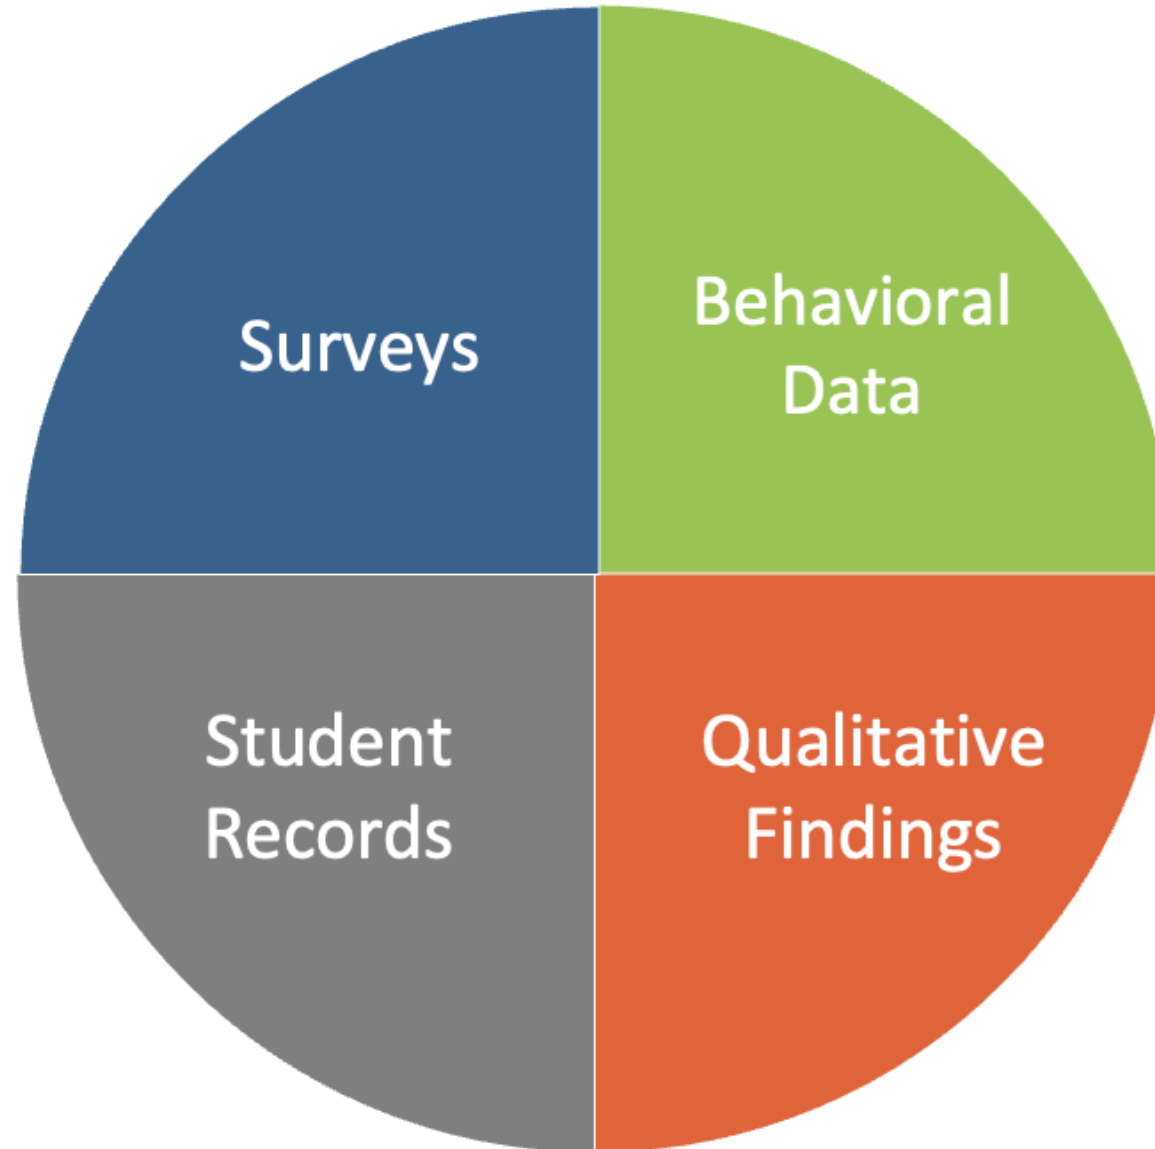 Surveys
Behavioral
Data
Student
Records
Qualitative
Findings